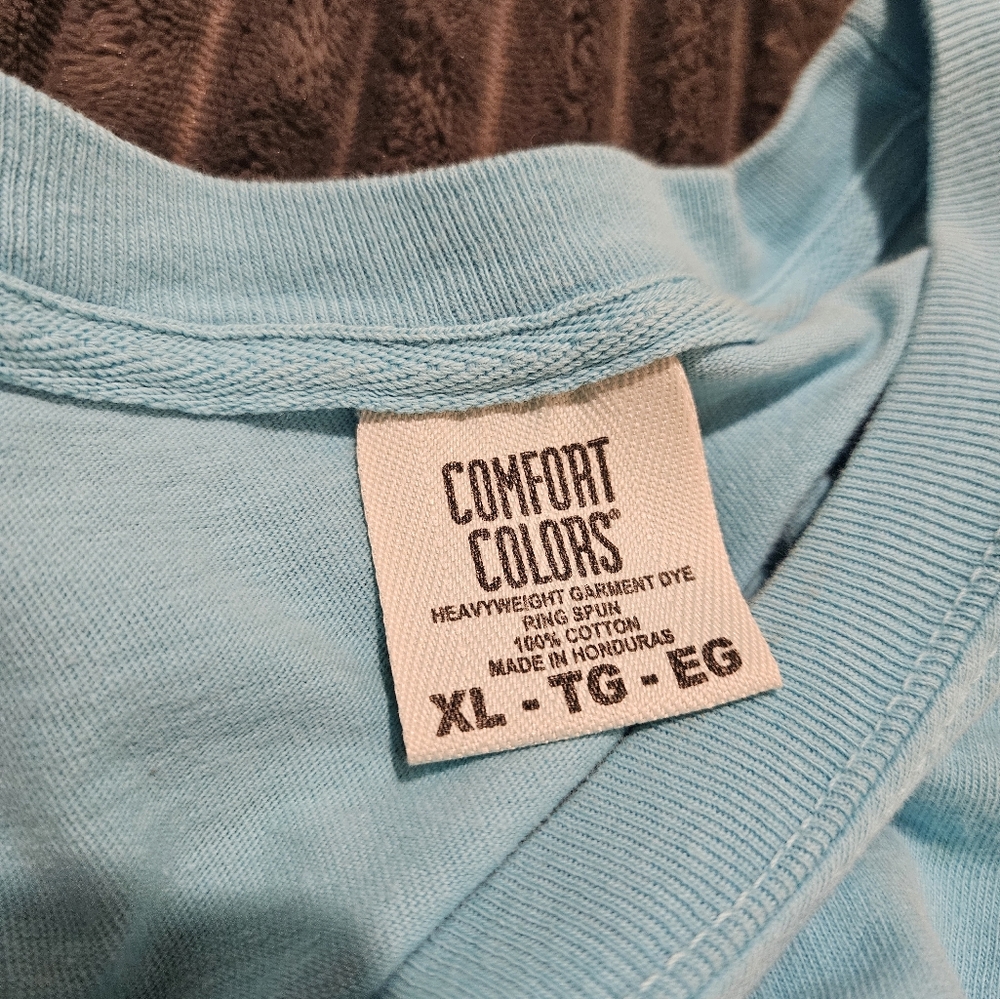 COMFORT
COLORS®
HEAVYWEIGHT GARMENT DYE
RING SPUN
100% COTTON
MADE IN HONDURAS
XL - TG - EG